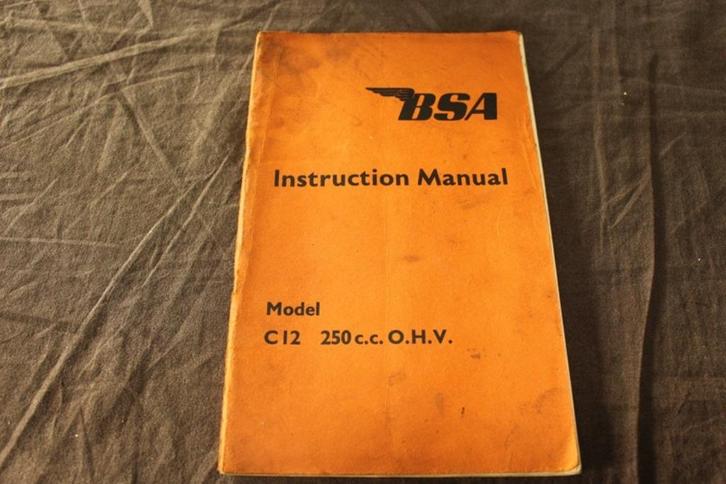 BSA
Instruction Manual
Model
C12 250 c.c. O.H.V.